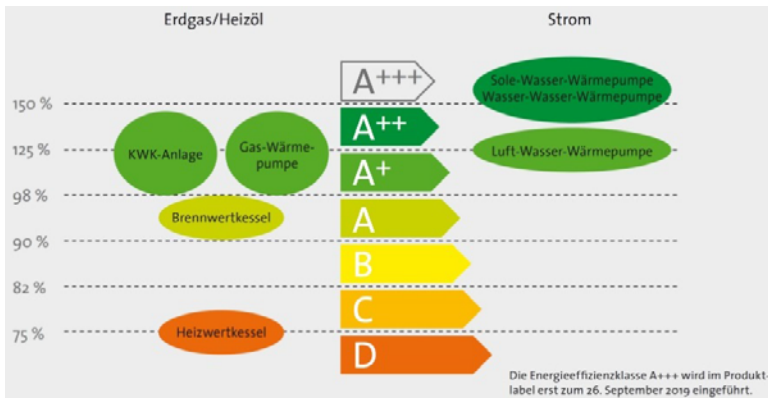 Erdgas/Heizöl
Strom
A+++
Sole-Wasser-Wärmepumpe
Wasser-Wasser-Wärmepumpe
150 %
A++
KWK-Anlage
Gas-Wärme-
pumpe
125 %
Luft-Wasser-Wärmepumpe
A+
98 %
Brennwertkessel
A
90 %
B
82 %
C
Heizwertkessel
75 %
D
Die Energieeffizienzklasse A+++ wird im Produkt-
label erst zum 26. September 2019 eingeführt.